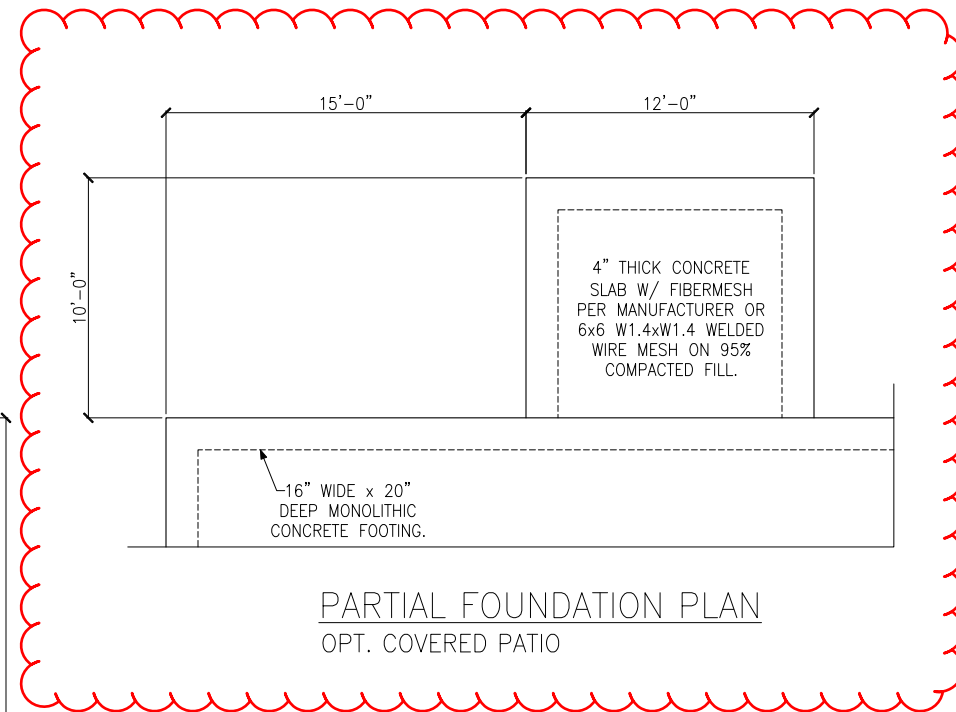 15'-0"
12'-0"
10'-0"
4" THICK CONCRETE
SLAB W/ FIBERMESH
PER MANUFACTURER OR
6x6 W1.4xW1.4 WELDED
WIRE MESH ON 95%
COMPACTED FILL.
16" WIDE x 20"
DEEP MONOLITHIC
CONCRETE FOOTING.
PARTIAL FOUNDATION PLAN
OPT. COVERED PATIO